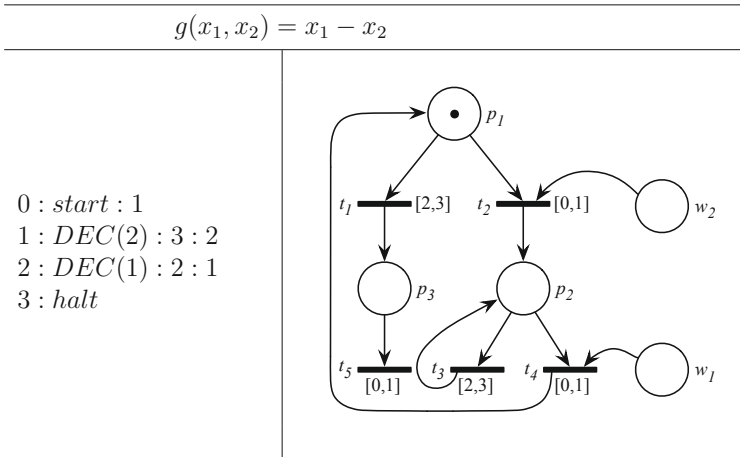 g(x₁, x₂) = x₁ − x₂
0 : start : 1
1 : DEC(2) : 3 : 2
2 : DEC(1) : 2 : 1
3 : halt
p₁
t₁ [2,3] t₂ [0,1] w₂
p₃ p₂
t₅ t₃ t₄ w₁
[0,1] [2,3] [0,1]